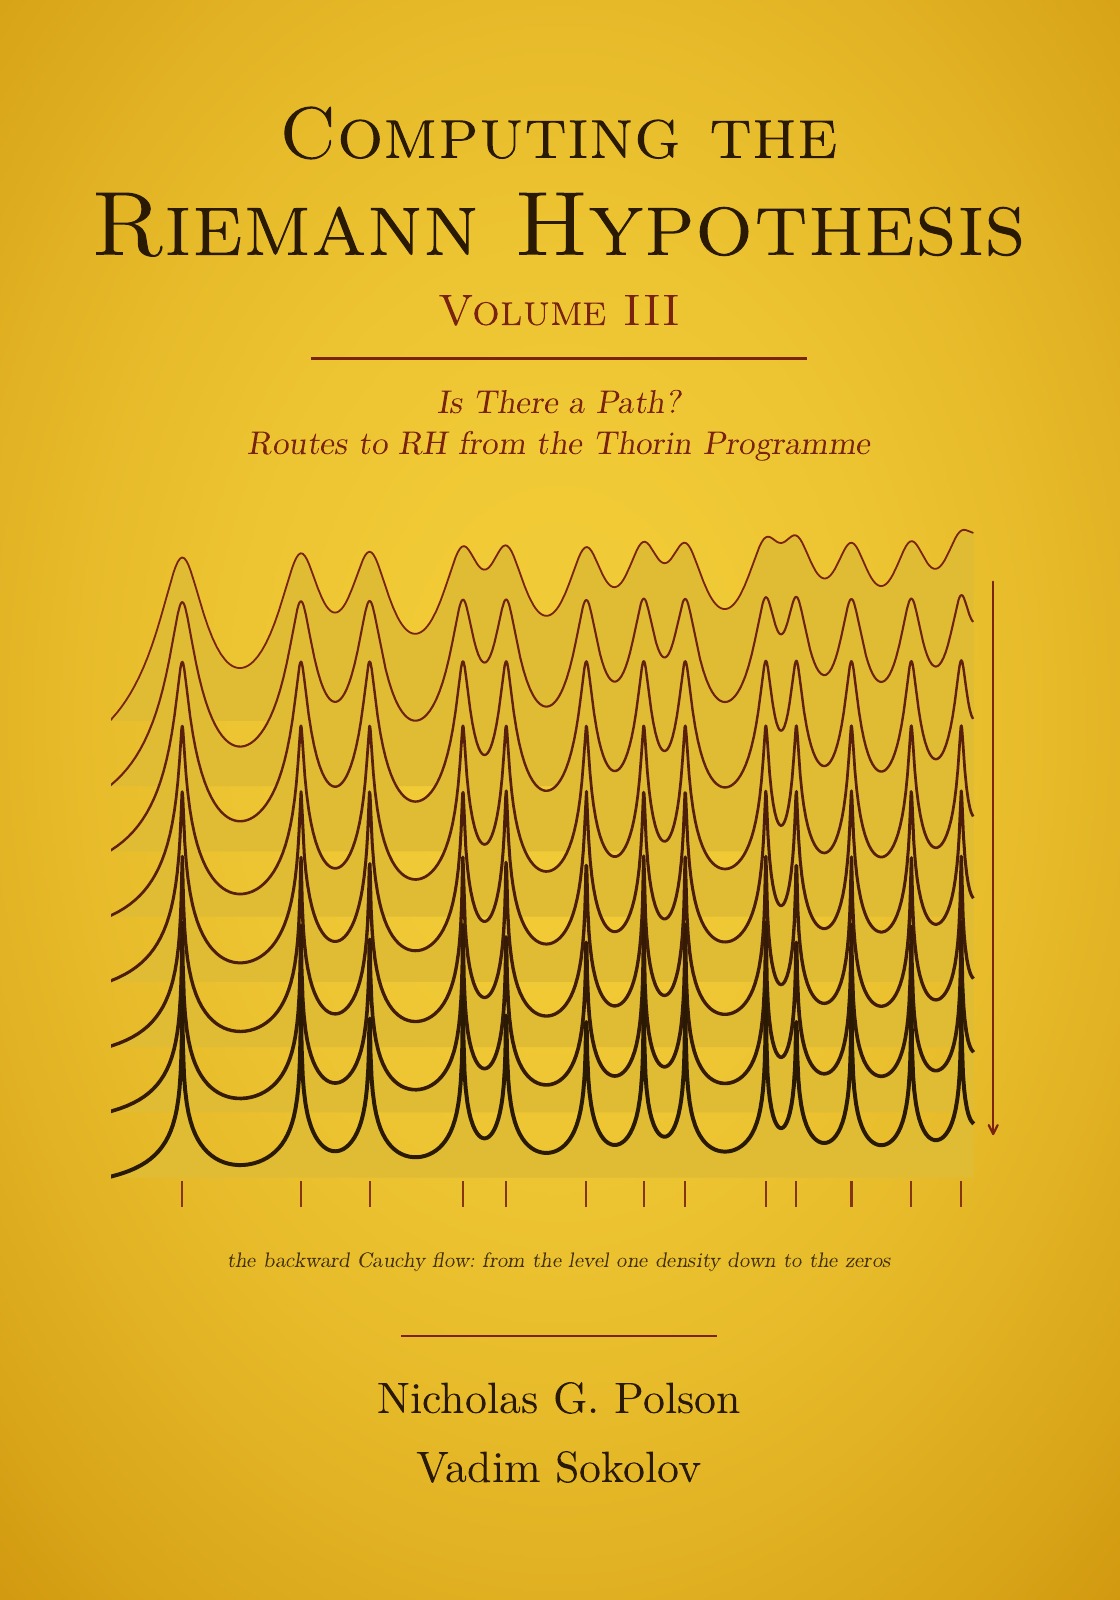 Computing the
Riemann Hypothesis
Volume III
Is There a Path?
Routes to RH from the Thorin Programme
the backward Cauchy flow: from the level one density down to the zeros
Nicholas G. Polson
Vadim Sokolov